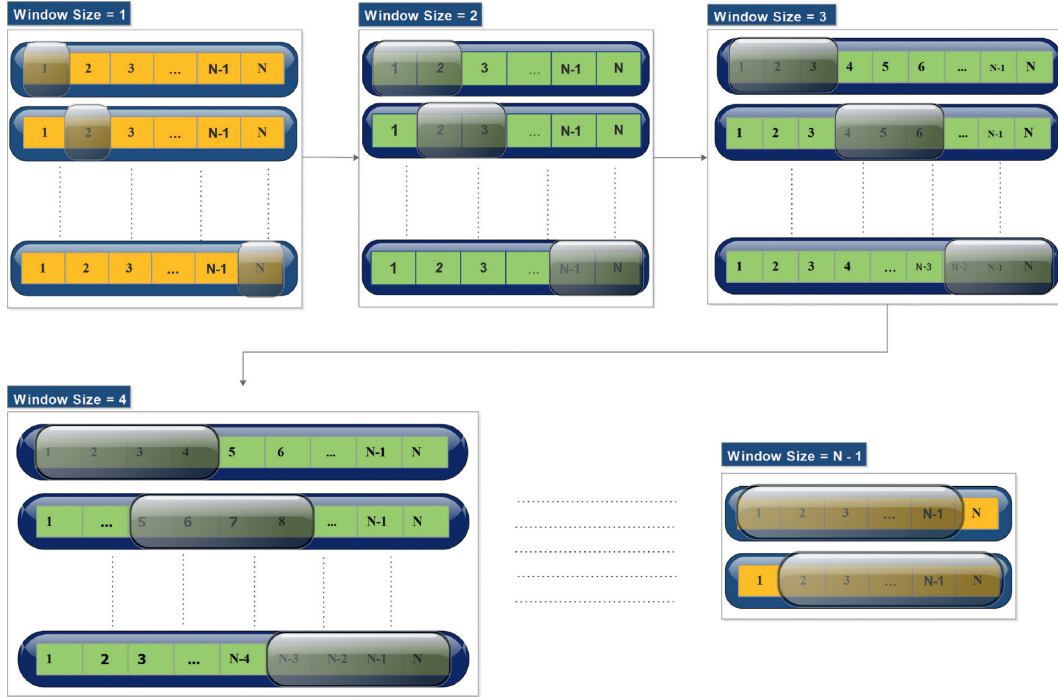 Window Size = 1
1 2 3 ... N-1 N
1 2 3 ... N-1 N
1 2 3 ... N-1 N
Window Size = 2
1 2 3 ... N-1 N
1 2 3 ... N-1 N
1 2 3 ... N-1 N
Window Size = 3
1 2 3 4 5 6 ... N-1 N
1 2 3 4 5 6 ... N-1 N
1 2 3 4 ... N-3 N-2 N-1 N
Window Size = 4
1 2 3 4 5 6 ... N-1 N
1 ... 5 6 7 8 ... N-1 N
1 2 3 ... N-4 N-3 N-2 N-1 N
Window Size = N - 1
1 2 3 ... N-1 N
1 2 3 ... N-1 N